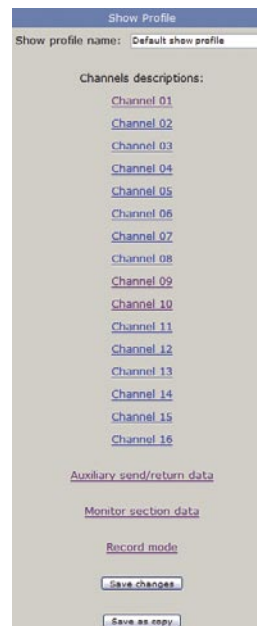 Show Profile
Show profile name: Default show profile
Channels descriptions:
Channel 01
Channel 02
Channel 03
Channel 04
Channel 05
Channel 06
Channel 07
Channel 08
Channel 09
Channel 10
Channel 11
Channel 12
Channel 13
Channel 14
Channel 15
Channel 16
Auxiliary send/return data
Monitor section data
Record mode
Save changes
Save as copy